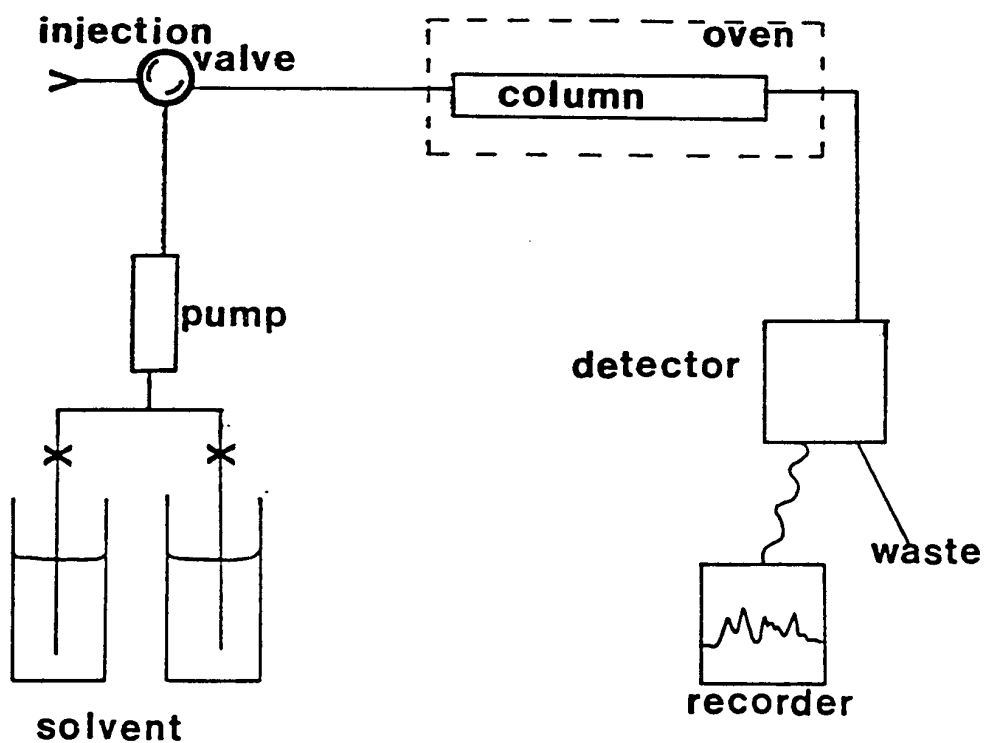 injection
valve
oven
column
pump
detector
waste
recorder
solvent